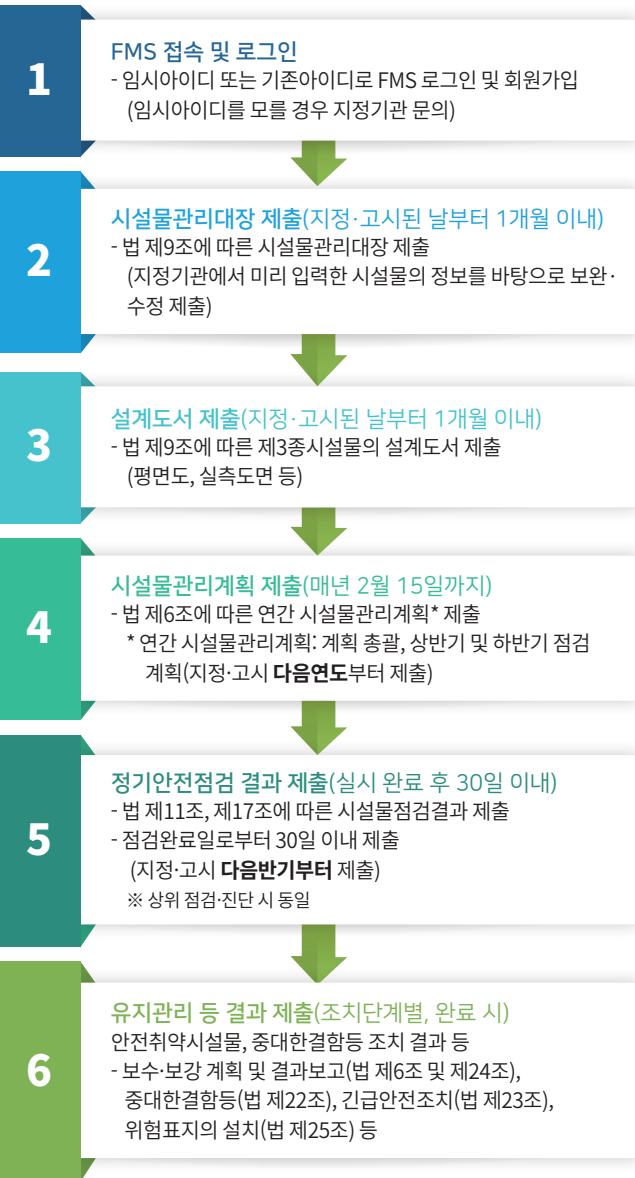 1
FMS 접속 및 로그인
- 임시아이디 또는 기존아이디로 FMS 로그인 및 회원가입
(임시아이디를 모를 경우 지정기관 문의)
2
시설물관리대장 제출(지정·고시된 날부터 1개월 이내)
- 법 제9조에 따른 시설물관리대장 제출
(지정기관에서 미리 입력한 시설물의 정보를 바탕으로 보완·
수정 제출)
3
설계도서 제출(지정·고시된 날부터 1개월 이내)
- 법 제9조에 따른 제3종시설물의 설계도서 제출
(평면도, 실측도면 등)
4
시설물관리계획 제출(매년 2월 15일까지)
- 법 제6조에 따른 연간 시설물관리계획* 제출
* 연간 시설물관리계획: 계획 총괄, 상반기 및 하반기 점검
계획(지정·고시 다음연도부터 제출)
5
정기안전점검 결과 제출(실시 완료 후 30일 이내)
- 법 제11조, 제17조에 따른 시설물점검결과 제출
- 점검완료일로부터 30일 이내 제출
(지정·고시 다음반기부터 제출)
※ 상위 점검·진단 시 동일
6
유지관리 등 결과 제출(조치단계별, 완료 시)
안전취약시설물, 중대한결함등 조치 결과 등
- 보수·보강 계획 및 결과보고(법 제6조 및 제24조),
중대한결함등(법 제22조), 긴급안전조치(법 제23조),
위험표지의 설치(법 제25조) 등